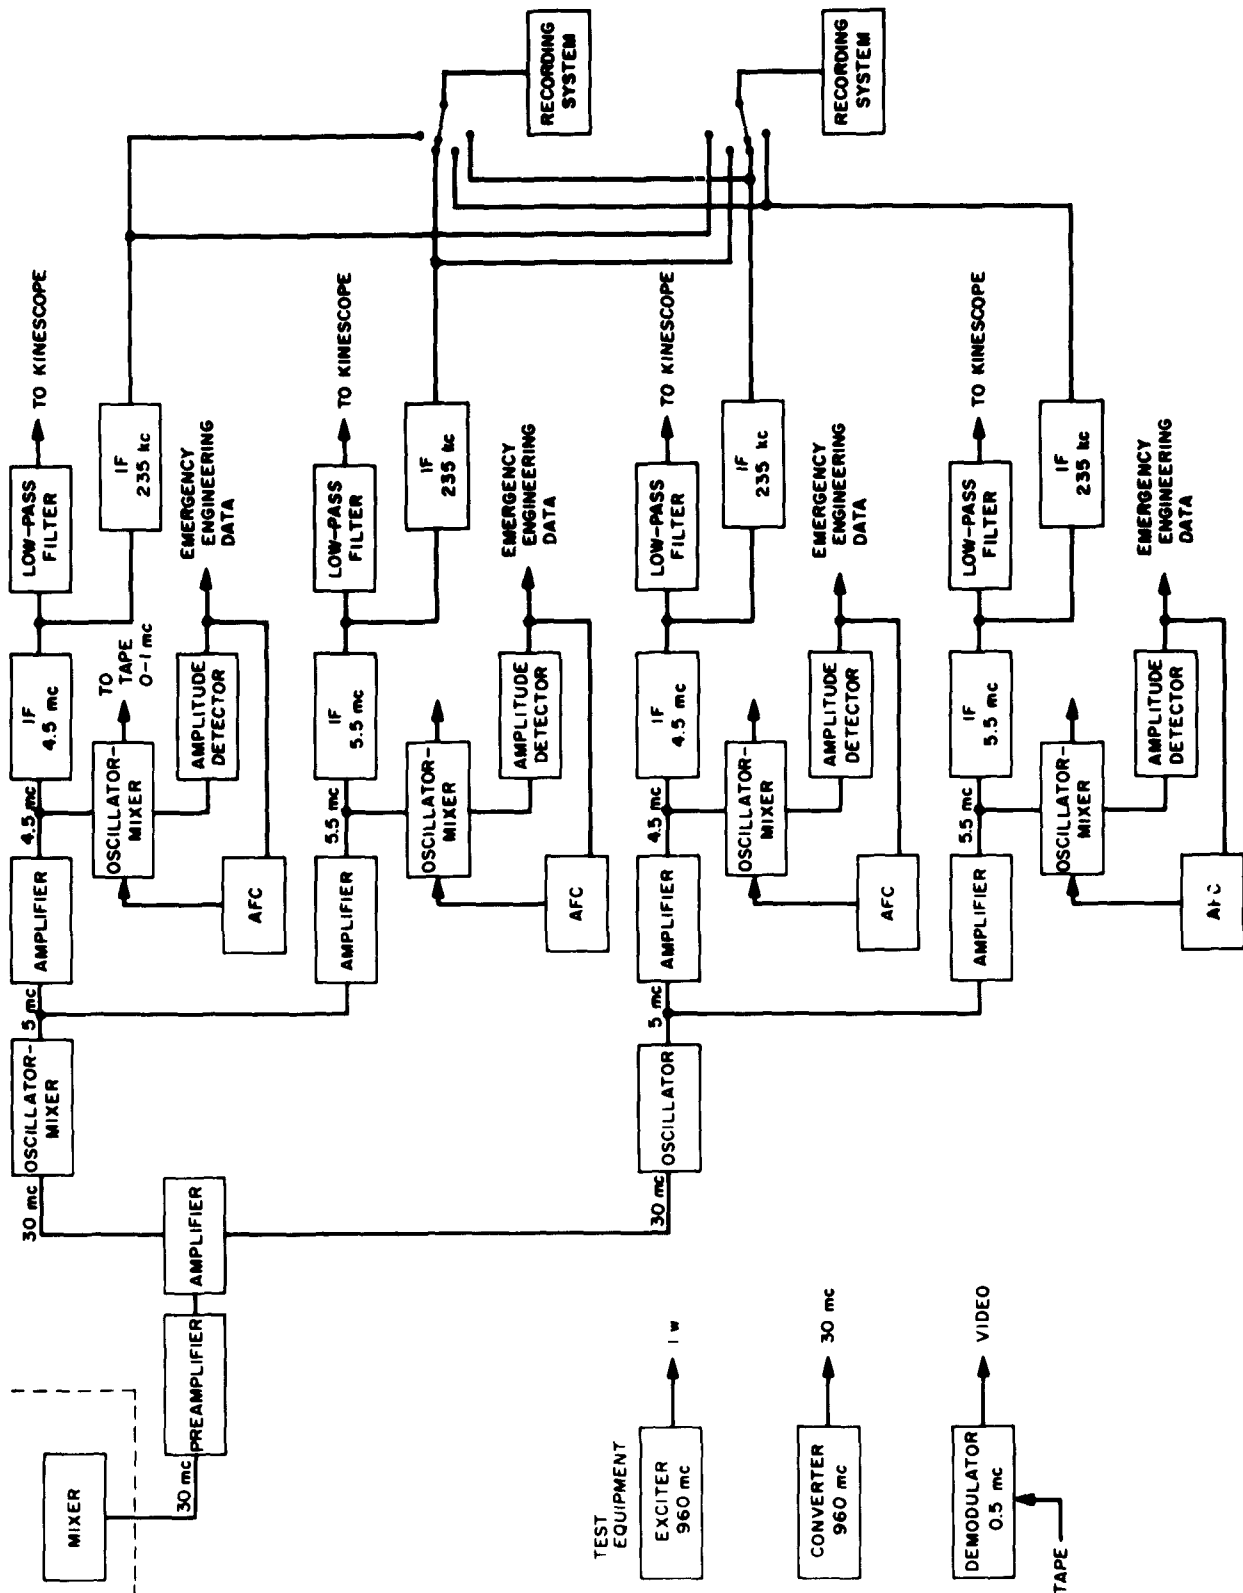 MIXER
30 mc
PREAMPLIFIER
AMPLIFIER
30 mc
OSCILLATOR-
MIXER
5 mc
AMPLIFIER
4.5 mc
IF
4.5 mc
LOW-PASS
FILTER
TO KINESCOPE
OSCILLATOR-
MIXER
TO
TAPE
0-1 mc
IF
235 kc
AFC
AMPLITUDE
DETECTOR
EMERGENCY
ENGINEERING
DATA
AMPLIFIER
5.5 mc
IF
5.5 mc
LOW-PASS
FILTER
TO KINESCOPE
OSCILLATOR-
MIXER
IF
235 kc
AFC
AMPLITUDE
DETECTOR
EMERGENCY
ENGINEERING
DATA
RECORDING
SYSTEM
30 mc
OSCILLATOR
5 mc
AMPLIFIER
4.5 mc
IF
4.5 mc
LOW-PASS
FILTER
TO KINESCOPE
OSCILLATOR-
MIXER
IF
235 kc
AFC
AMPLITUDE
DETECTOR
EMERGENCY
ENGINEERING
DATA
RECORDING
SYSTEM
AMPLIFIER
5.5 mc
IF
5.5 mc
LOW-PASS
FILTER
TO KINESCOPE
OSCILLATOR-
MIXER
IF
235 kc
AFC
AMPLITUDE
DETECTOR
EMERGENCY
ENGINEERING
DATA
TEST
EQUIPMENT
EXCITER
960 mc
1 w
CONVERTER
960 mc
30 mc
DEMODULATOR
0.5 mc
VIDEO
TAPE